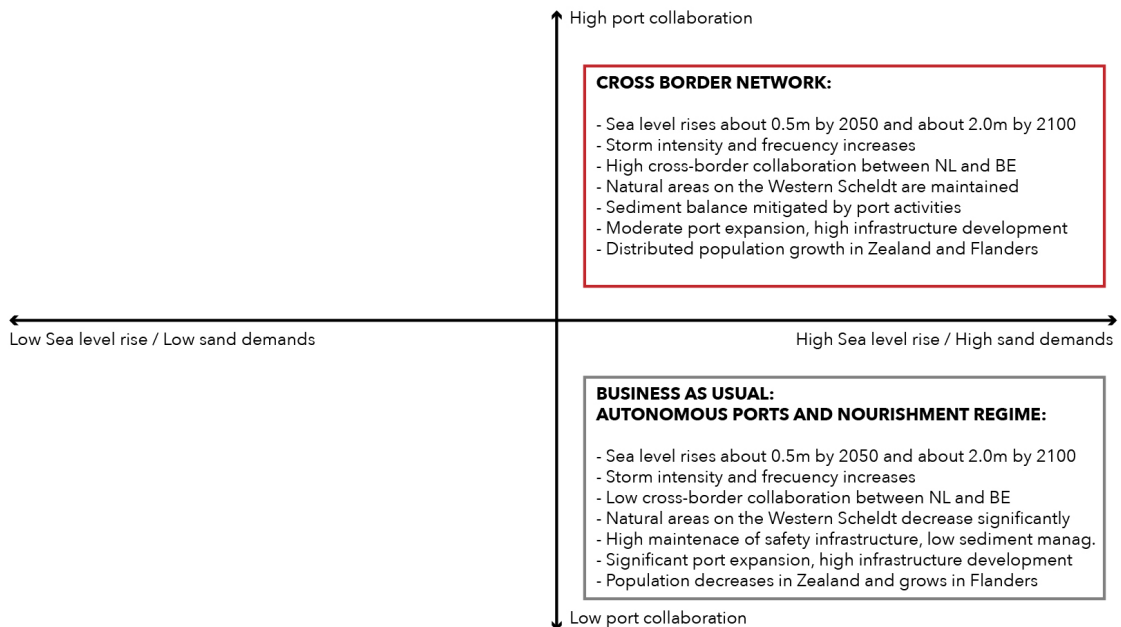 High port collaboration
CROSS BORDER NETWORK:
- Sea level rises about 0.5m by 2050 and about 2.0m by 2100
- Storm intensity and frecuency increases
- High cross-border collaboration between NL and BE
- Natural areas on the Western Scheldt are maintained
- Sediment balance mitigated by port activities
- Moderate port expansion, high infrastructure development
- Distributed population growth in Zealand and Flanders
Low Sea level rise / Low sand demands
High Sea level rise / High sand demands
BUSINESS AS USUAL:
AUTONOMOUS PORTS AND NOURISHMENT REGIME:
- Sea level rises about 0.5m by 2050 and about 2.0m by 2100
- Storm intensity and frecuency increases
- Low cross-border collaboration between NL and BE
- Natural areas on the Western Scheldt decrease significantly
- High maintenace of safety infrastructure, low sediment manag.
- Significant port expansion, high infrastructure development
- Population decreases in Zealand and grows in Flanders
Low port collaboration